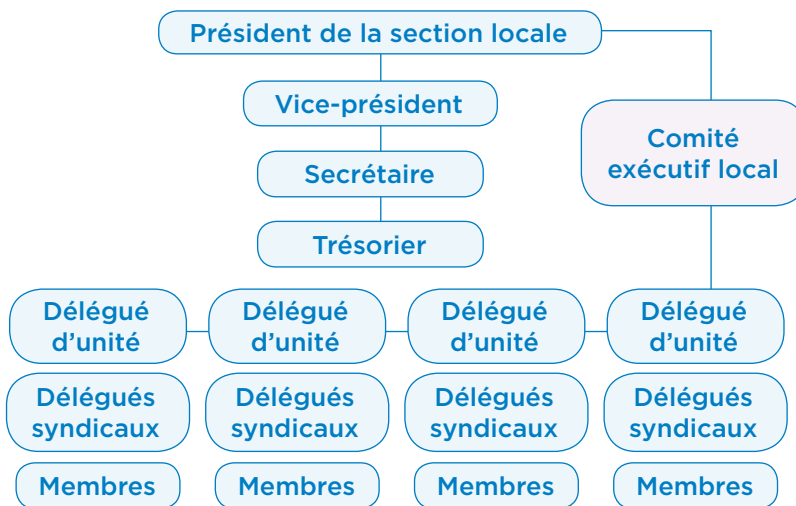 Président de la section locale
Vice-président
Comité
exécutif local
Secrétaire
Trésorier
Délégué
d’unité
Délégué
d’unité
Délégué
d’unité
Délégué
d’unité
Délégués
syndicaux
Délégués
syndicaux
Délégués
syndicaux
Délégués
syndicaux
Membres
Membres
Membres
Membres